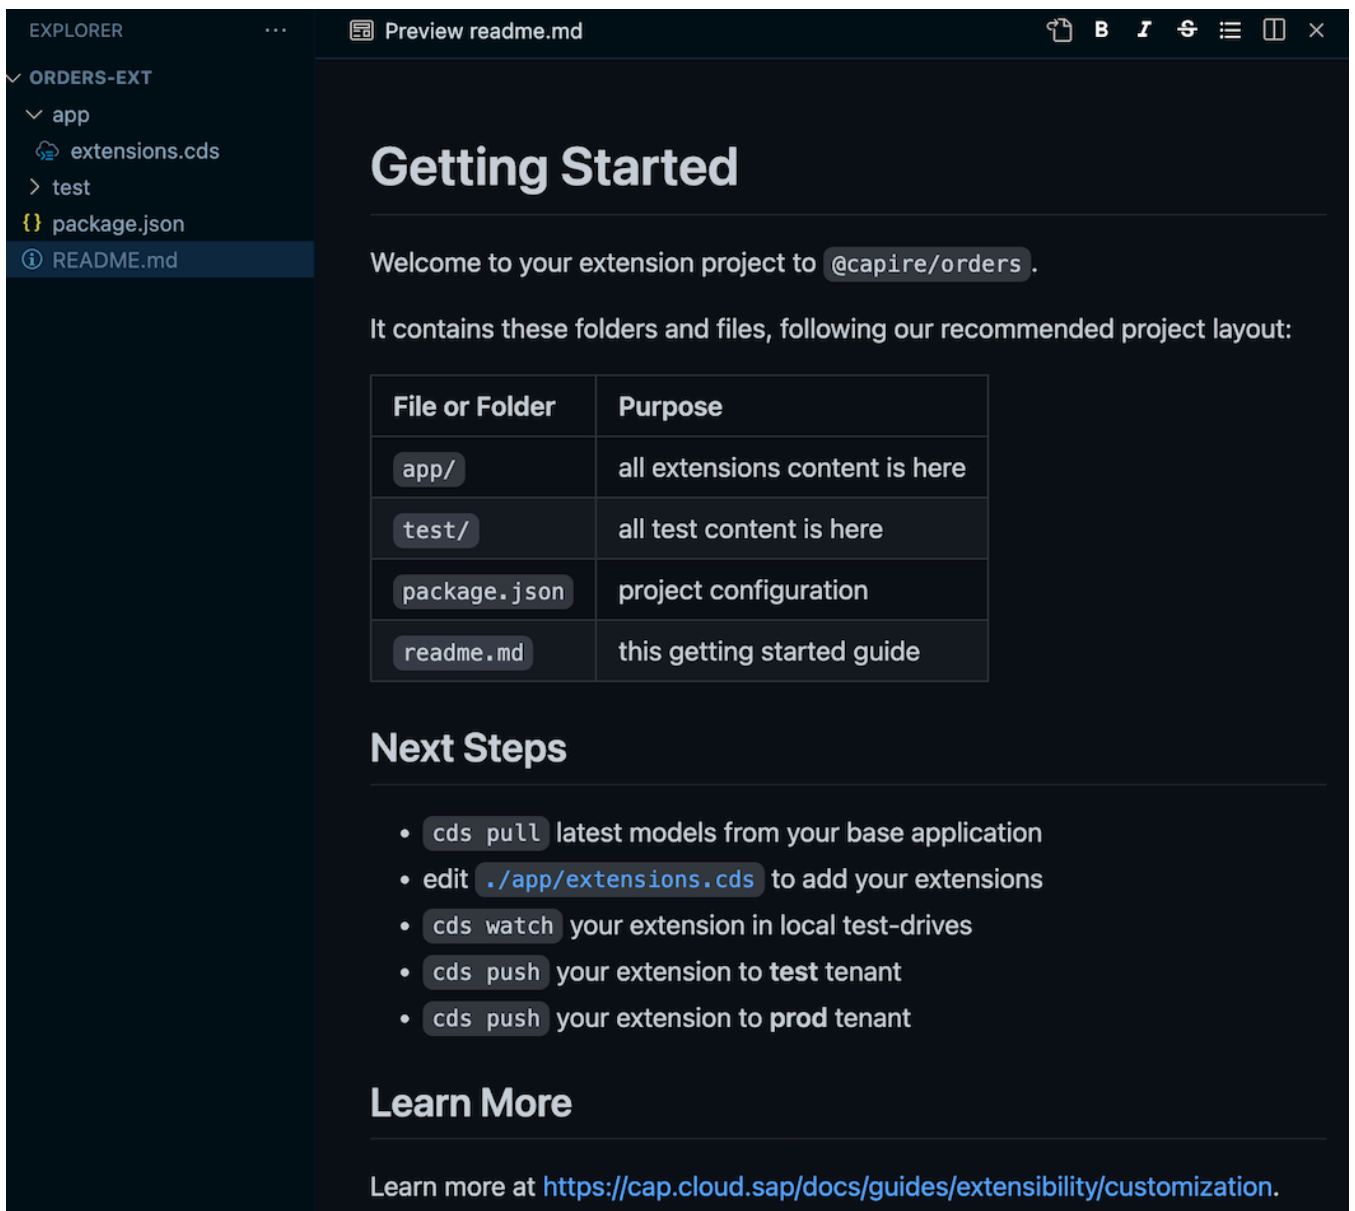 EXPLORER
ORDERS-EXT
app
extensions.cds
test
{} package.json
README.md
Preview readme.md
B I S
Getting Started
Welcome to your extension project to @capire/orders.
It contains these folders and files, following our recommended project layout:
File or Folder Purpose
app/ all extensions content is here
test/ all test content is here
package.json project configuration
readme.md this getting started guide
Next Steps
• cds pull latest models from your base application
• edit ./app/extensions.cds to add your extensions
• cds watch your extension in local test-drives
• cds push your extension to test tenant
• cds push your extension to prod tenant
Learn More
Learn more at https://cap.cloud.sap/docs/guides/extensibility/customization.